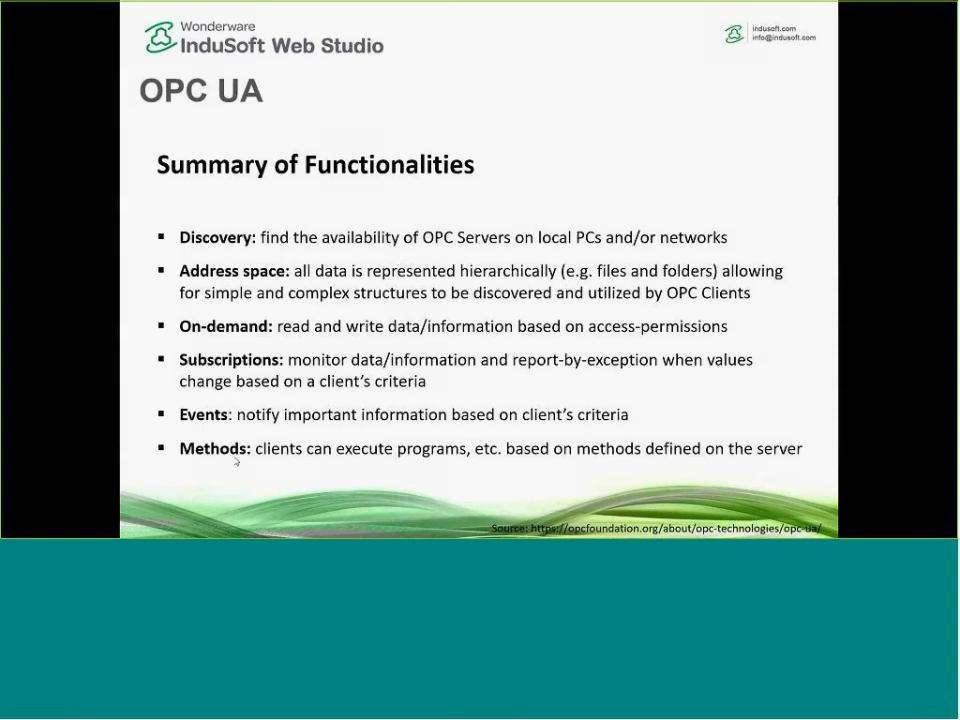 Wonderware
InduSoft Web Studio
indusoft.com
info@indusoft.com
OPC UA
Summary of Functionalities
▪ Discovery: find the availability of OPC Servers on local PCs and/or networks
▪ Address space: all data is represented hierarchically (e.g. files and folders) allowing
for simple and complex structures to be discovered and utilized by OPC Clients
▪ On-demand: read and write data/information based on access-permissions
▪ Subscriptions: monitor data/information and report-by-exception when values
change based on a client’s criteria
▪ Events: notify important information based on client’s criteria
▪ Methods: clients can execute programs, etc. based on methods defined on the server
Source: https://opcfoundation.org/about/opc-technologies/opc-ua/